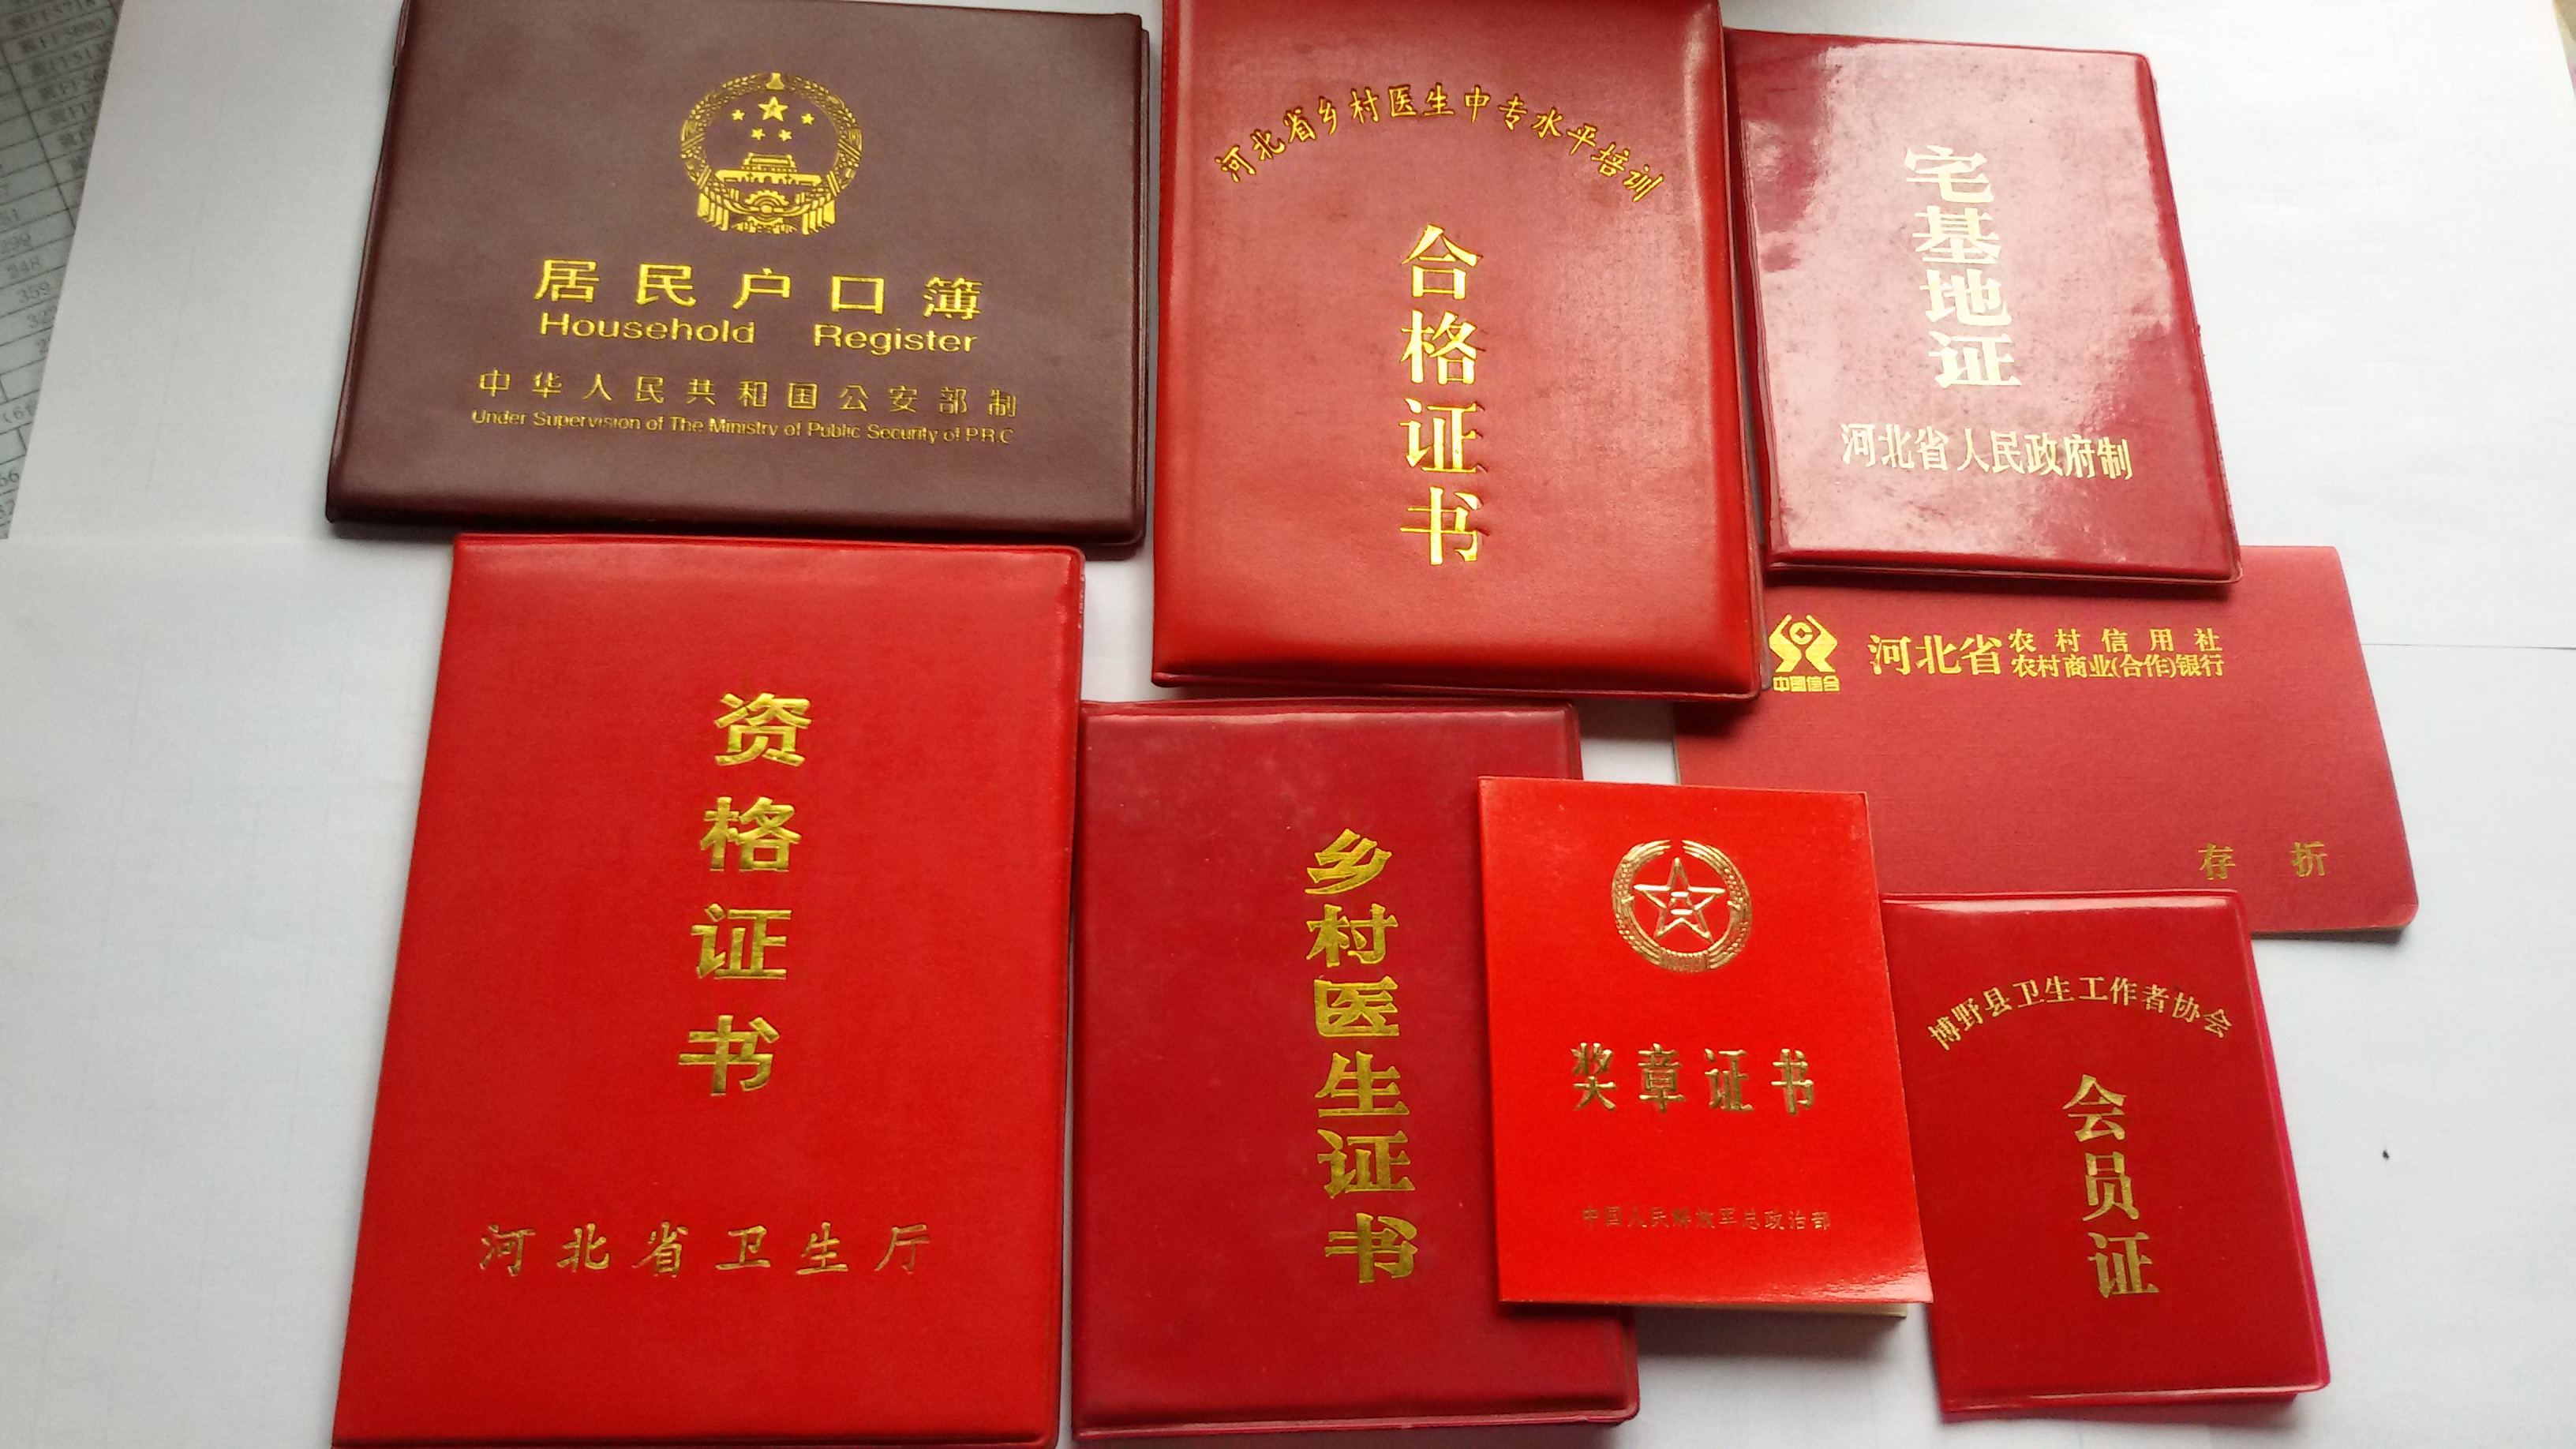 居民户口簿
Household Register
中华人民共和国公安部制
Under Supervision of The Ministry of Public Security of P.R.C
河北省乡村医生中专水平培训
合格证书
宅基地证
河北省人民政府制
中国信合
河北省
农村信用社
农村商业(合作)银行
存折
资格证书
河北省卫生厅
乡村医生证书
奖章证书
中国人民解放军总政治部
博野县卫生工作者协会
会员证